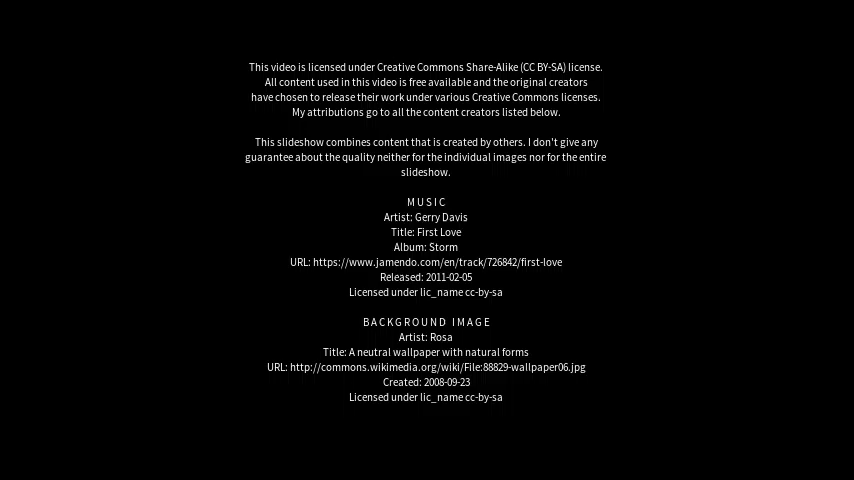 This video is licensed under Creative Commons Share-Alike (CC BY-SA) license.
All content used in this video is free available and the original creators
have chosen to release their work under various Creative Commons licenses.
My attributions go to all the content creators listed below.
This slideshow combines content that is created by others. I don't give any
guarantee about the quality neither for the individual images nor for the entire
slideshow.
MUSIC
Artist: Gerry Davis
Title: First Love
Album: Storm
URL: https://www.jamendo.com/en/track/726842/first-love
Released: 2011-02-05
Licensed under lic_name cc-by-sa
BACKGROUND IMAGE
Artist: Rosa
Title: A neutral wallpaper with natural forms
URL: http://commons.wikimedia.org/wiki/File:88829-wallpaper06.jpg
Created: 2008-09-23
Licensed under lic_name cc-by-sa